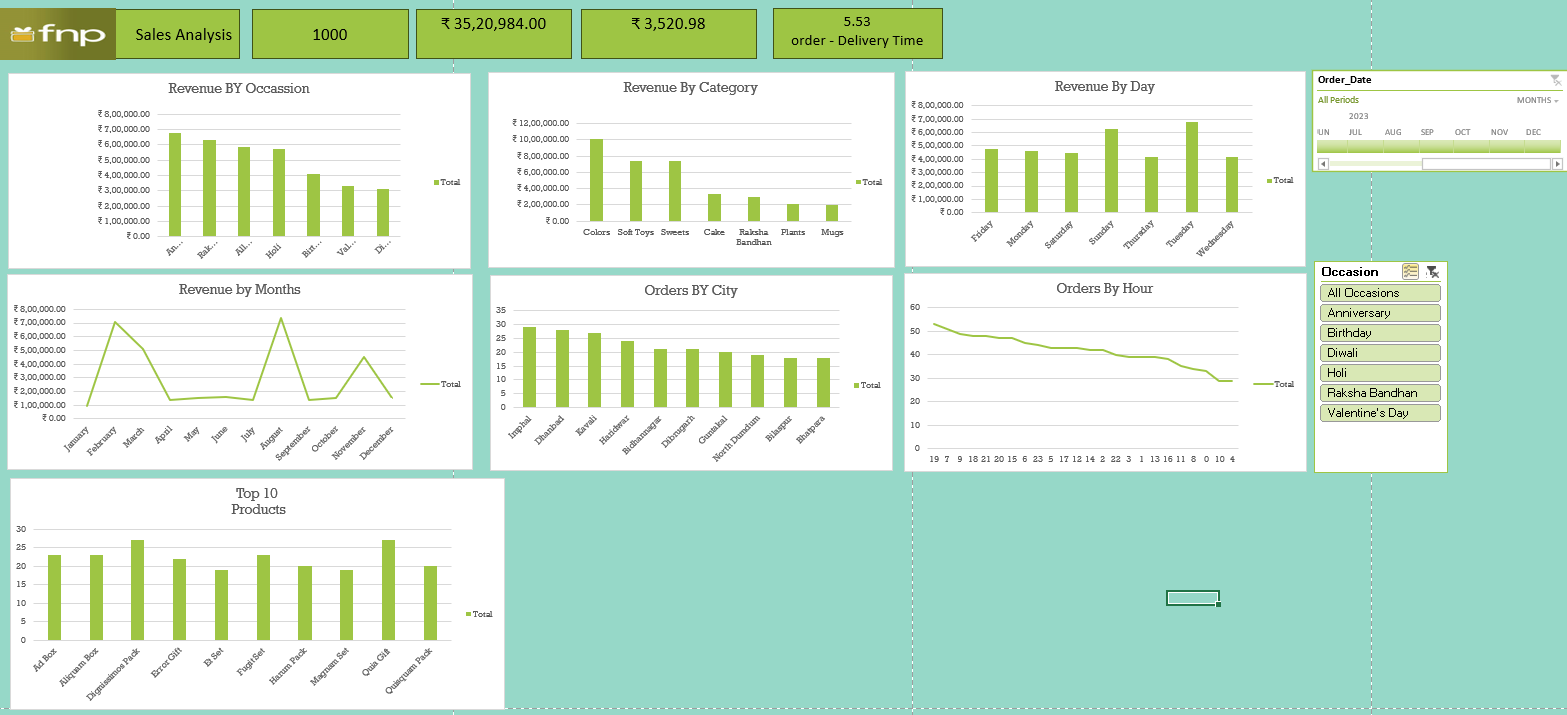 fnp
Sales Analysis
1000
₹ 35,20,984.00
₹ 3,520.98
5.53
order - Delivery Time
Revenue BY Occassion
₹ 8,00,000.00
₹ 7,00,000.00
₹ 6,00,000.00
₹ 5,00,000.00
₹ 4,00,000.00
₹ 3,00,000.00
₹ 2,00,000.00
₹ 1,00,000.00
₹ 0.00
An... Rak... All... Holi Birt... Val... Di...
Total
Revenue By Category
₹ 12,00,000.00
₹ 10,00,000.00
₹ 8,00,000.00
₹ 6,00,000.00
₹ 4,00,000.00
₹ 2,00,000.00
₹ 0.00
Colors Soft Toys Sweets Cake Raksha Bandhan Plants Mugs
Total
Revenue By Day
₹ 8,00,000.00
₹ 7,00,000.00
₹ 6,00,000.00
₹ 5,00,000.00
₹ 4,00,000.00
₹ 3,00,000.00
₹ 2,00,000.00
₹ 1,00,000.00
₹ 0.00
Friday Monday Saturday Sunday Thursday Tuesday Wednesday
Total
Order_Date
All Periods MONTHS
2023
UN JUL AUG SEP OCT NOV DEC
Revenue by Months
₹ 8,00,000.00
₹ 7,00,000.00
₹ 6,00,000.00
₹ 5,00,000.00
₹ 4,00,000.00
₹ 3,00,000.00
₹ 2,00,000.00
₹ 1,00,000.00
₹ 0.00
January February March April May June July August September October November December
Total
Orders BY City
35
30
25
20
15
10
5
0
Imphal Dhanbad Kavali Haridwar Bidhannagar Dibrugarh Guntakal North Dumdum Bilaspur Bhatpara
Total
Orders By Hour
60
50
40
30
20
10
0
19 7 9 18 21 20 15 6 23 5 17 12 14 2 22 3 1 13 16 11 8 0 10 4
Total
Occasion
All Occasions
Anniversary
Birthday
Diwali
Holi
Raksha Bandhan
Valentine's Day
Top 10
Products
30
25
20
15
10
5
0
Ad Box Aliquam Box Dignissimos Pack Error Gift Et Set Fugit Set Harum Pack Magnam Set Quia Gift Quisquam Pack
Total